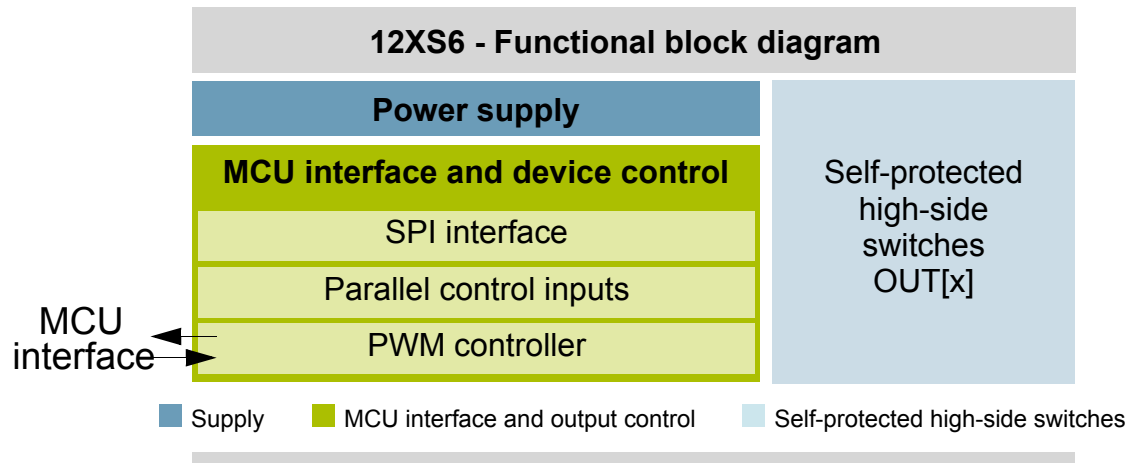 12XS6 - Functional block diagram
Power supply
MCU interface and device control
SPI interface
Parallel control inputs
PWM controller
Self-protected
high-side
switches
OUT[x]
MCU
interface
Supply
MCU interface and output control
Self-protected high-side switches